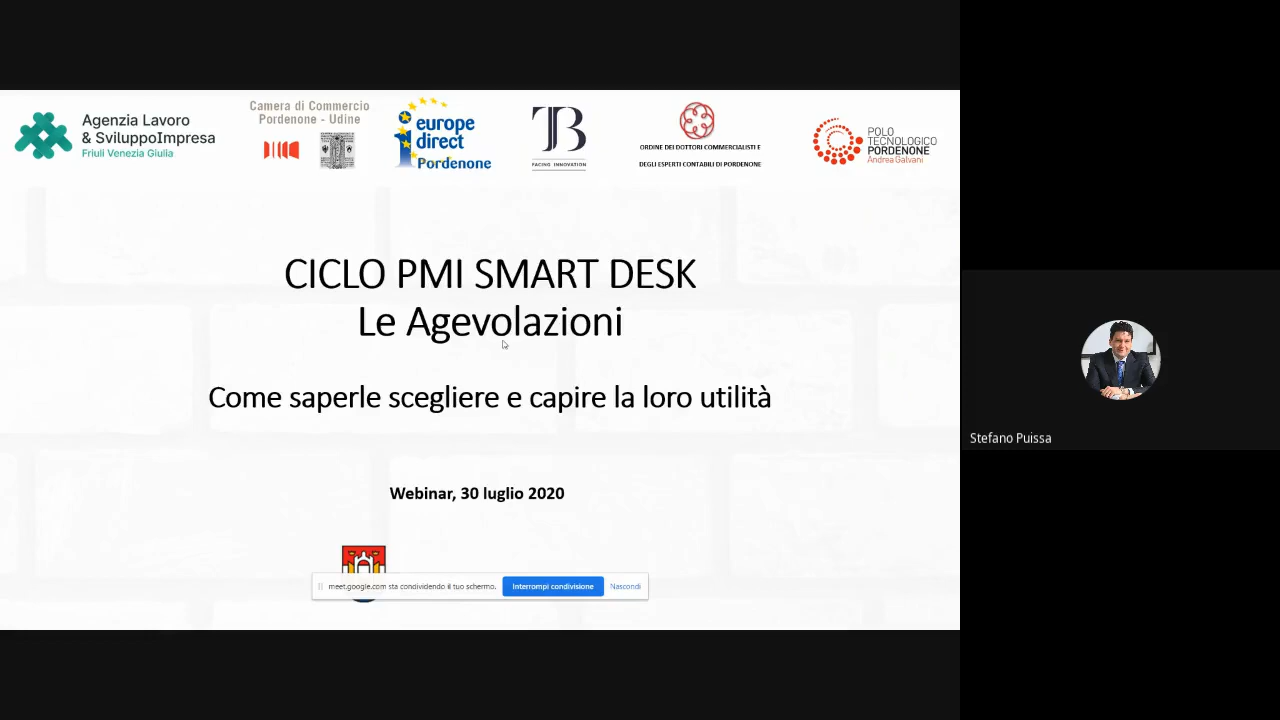 Agenzia Lavoro
& SviluppoImpresa
Friuli Venezia Giulia
Camera di Commercio
Pordenone - Udine
europe
direct
Pordenone
TB
FACING INNOVATION
ORDINE DEI DOTTORI COMMERCIALISTI E
DEGLI ESPERTI CONTABILI DI PORDENONE
POLO
TECNOLOGICO
PORDENONE
Andrea Galvani
CICLO PMI SMART DESK
Le Agevolazioni
Come saperle scegliere e capire la loro utilità
Webinar, 30 luglio 2020
meet.google.com sta condividendo il tuo schermo.
Interrompi condivisione
Nascondi
Stefano Puissa